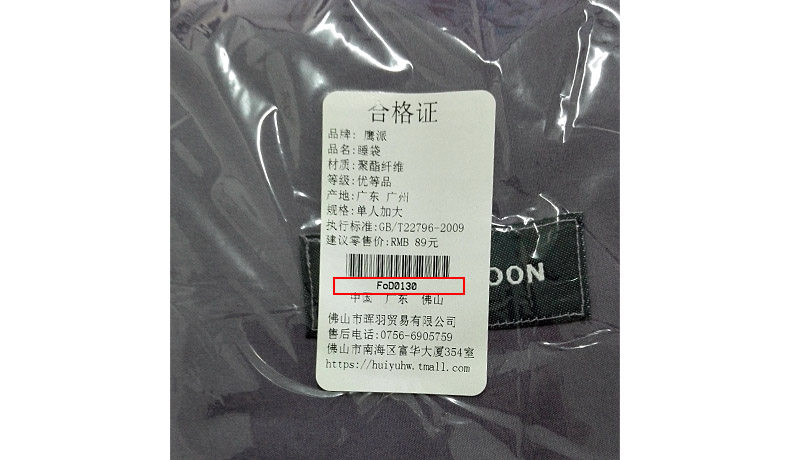 合格证
品牌: 鹰派
品名:睡袋
材质:聚酯纤维
等级:优等品
产地:广东 广州
规格:单人加大
执行标准:GB/T22796-2009
建议零售价:RMB 89元
OON
FoD0130
中国 广东 佛山
佛山市晖羽贸易有限公司
售后电话:0756-6905759
佛山市南海区富华大厦354室
https://huiyuhw.tmall.com